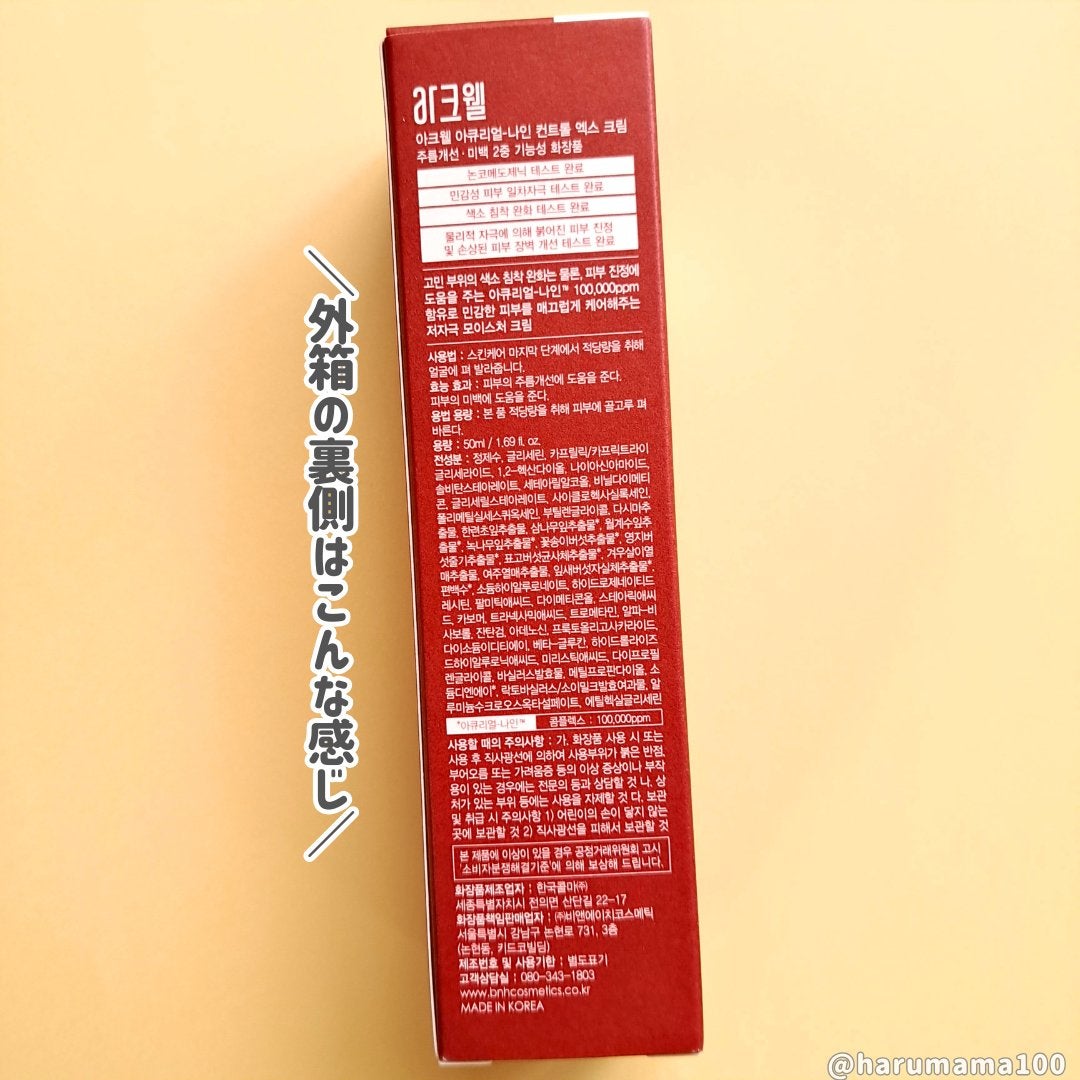 아크웰
아크웰 아큐리얼-나인 컨트롤 엑스 크림
주름개선·미백 2중 기능성 화장품
논코메도제닉 테스트 완료
민감성 피부 일차자극 테스트 완료
색소 침착 완화 테스트 완료
물리적 자극에 의해 붉어진 피부 진정
및 손상된 피부 장벽 개선 테스트 완료
고민 부위의 색소 침착 완화는 물론, 피부 진정에
도움을 주는 아큐리얼-나인™ 100,000ppm
함유로 민감한 피부를 매끄럽게 케어해주는
저자극 모이스처 크림
사용법 : 스킨케어 마지막 단계에서 적당량을 취해
얼굴에 펴 발라줍니다.
효능 효과 : 피부의 주름개선에 도움을 준다.
피부의 미백에 도움을 준다.
용법 용량 : 본 품 적당량을 취해 피부에 골고루 펴
바른다.
용량 : 50ml / 1.69 fl. oz.
전성분 : 정제수, 글리세린, 카프릴릭/카프릭트라이
글리세라이드, 1,2-헥산다이올, 나이아신아마이드,
솔비탄스테아레이트, 세테아릴알코올, 비닐다이메티
콘, 글리세릴스테아레이트, 사이클로헥사실록세인,
폴리메틸실세스퀴옥세인, 부틸렌글라이콜, 다시마추
출물, 한련초잎추출물, 삼나무잎추출물*, 월계수잎추
출물*, 녹나무잎추출물*, 꽃송이버섯추출물*, 영지버
섯줄기추출물*, 표고버섯균사체추출물*, 겨우살이열
매추출물, 여주열매추출물, 잎새버섯자실체추출물*,
편백수*, 소듐하이알루로네이트, 하이드로제네이티드
레시틴, 팔미틱애씨드, 다이메티콘올, 스테아릭애씨
드, 카보머, 트라넥사믹애씨드, 트로메타민, 알파-비
사보롤, 잔탄검, 아데노신, 프룩토올리고사카라이드,
다이소듐이디티에이, 베타-글루칸, 하이드롤라이즈
드하이알루로닉애씨드, 미리스틱애씨드, 다이프로필
렌글라이콜, 바실러스발효물, 메틸프로판다이올, 소
듐디엔에이*, 락토바실러스/소이밀크발효여과물, 알
루미늄수크로오스옥타설페이트, 에틸헥실글리세린
*아큐리얼-나인™ 콤플렉스 : 100,000ppm
사용할 때의 주의사항 : 가. 화장품 사용 시 또는
사용 후 직사광선에 의하여 사용부위가 붉은 반점,
부어오름 또는 가려움증 등의 이상 증상이나 부작
용이 있는 경우에는 전문의 등과 상담할 것 나. 상
처가 있는 부위 등에는 사용을 자제할 것 다. 보관
및 취급 시 주의사항 1) 어린이의 손이 닿지 않는
곳에 보관할 것 2) 직사광선을 피해서 보관할 것
본 제품에 이상이 있을 경우 공정거래위원회 고시
'소비자분쟁해결기준'에 의해 보상해 드립니다.
화장품제조업자 : 한국콜마㈜
세종특별자치시 전의면 산단길 22-17
화장품책임판매업자 : ㈜비앤에이치코스메틱
서울특별시 강남구 논현로 731, 3층
(논현동, 키드코빌딩)
제조번호 및 사용기한 : 별도표기
고객상담실 : 080-343-1803
www.bnhcosmetics.co.kr
MADE IN KOREA
外箱の裏側はこんな感じ
@harumama100